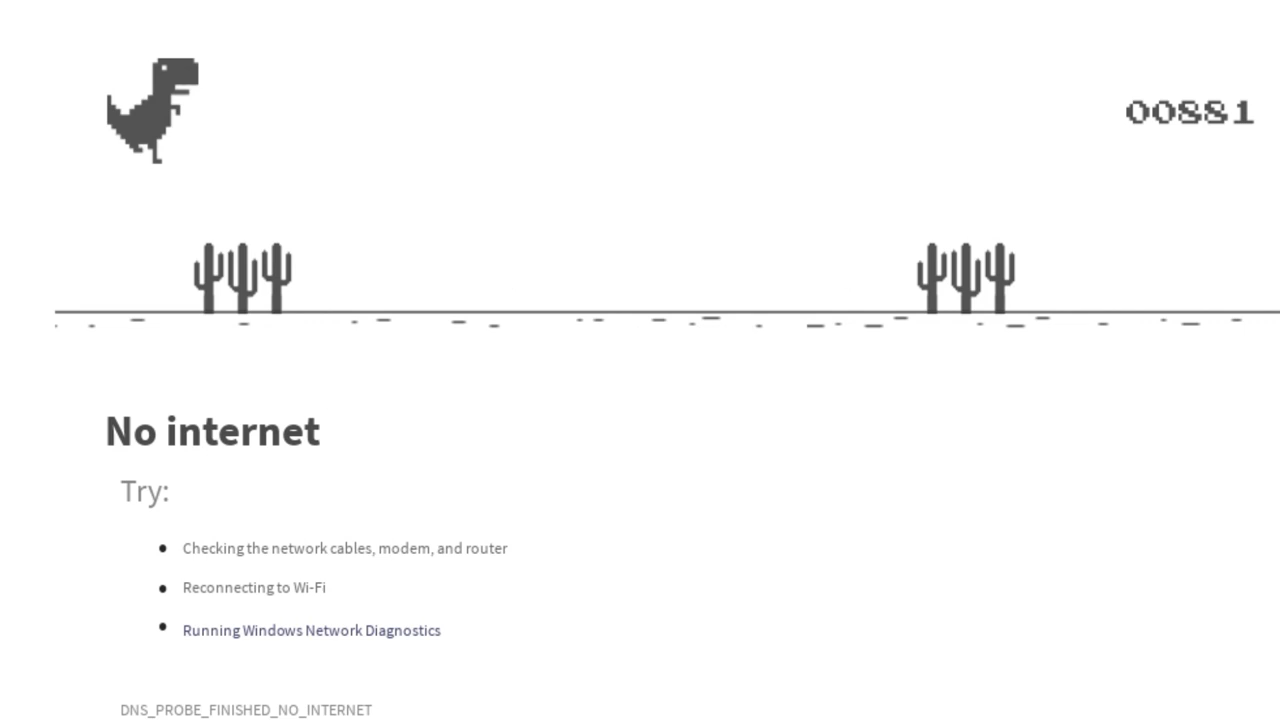 00881
No internet
Try:
Checking the network cables, modem, and router
Reconnecting to Wi-Fi
Running Windows Network Diagnostics
DNS_PROBE_FINISHED_NO_INTERNET